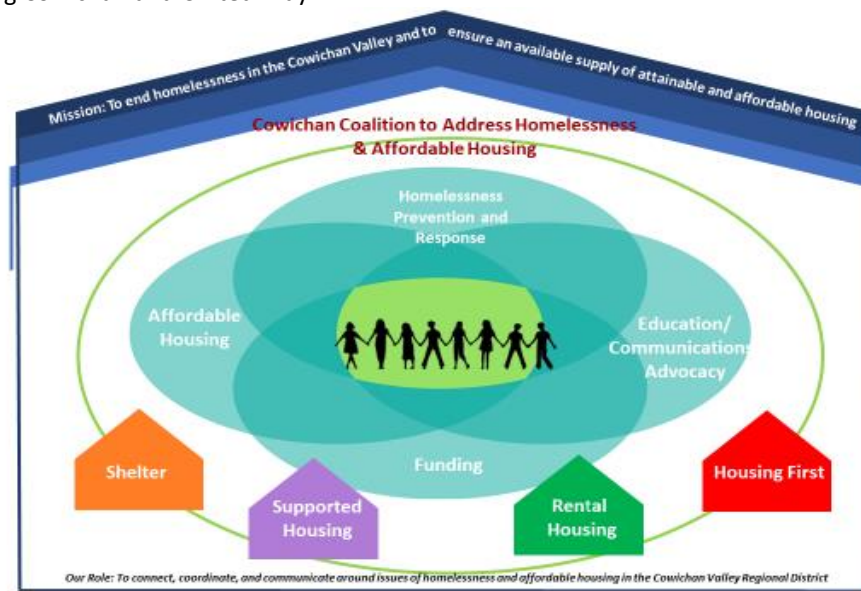 Mission: To end homelessness in the Cowichan Valley and to ensure an available supply of attainable and affordable housing
Cowichan Coalition to Address Homelessness
& Affordable Housing
Homelessness
Prevention and
Response
Affordable
Housing
Education/
Communications
Advocacy
Funding
Shelter
Supported
Housing
Rental
Housing
Housing First
Our Role: To connect, coordinate, and communicate around issues of homelessness and affordable housing in the Cowichan Valley Regional District